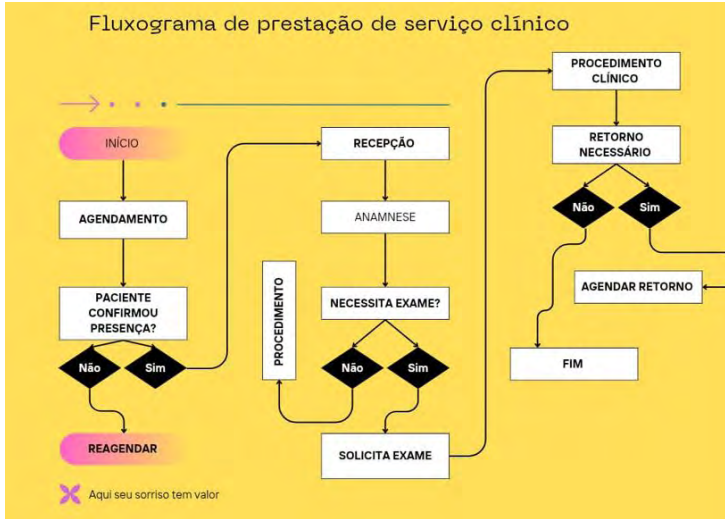 Fluxograma de prestação de serviço clínico
INÍCIO
AGENDAMENTO
PACIENTE
CONFIRMOU
PRESENÇA?
Não
Sim
REAGENDAR
Aqui seu sorriso tem valor
RECEPÇÃO
ANAMNESE
NECESSITA EXAME?
PROCEDIMENTO
Não
Sim
SOLICITA EXAME
PROCEDIMENTO
CLÍNICO
RETORNO
NECESSÁRIO
Não
Sim
AGENDAR RETORNO
FIM